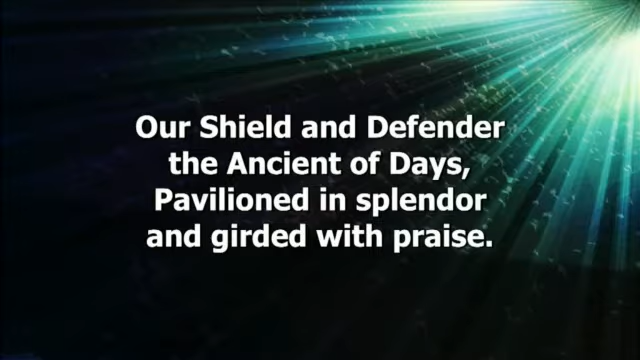 Our Shield and Defender
the Ancient of Days,
Pavilioned in splendor
and girded with praise.